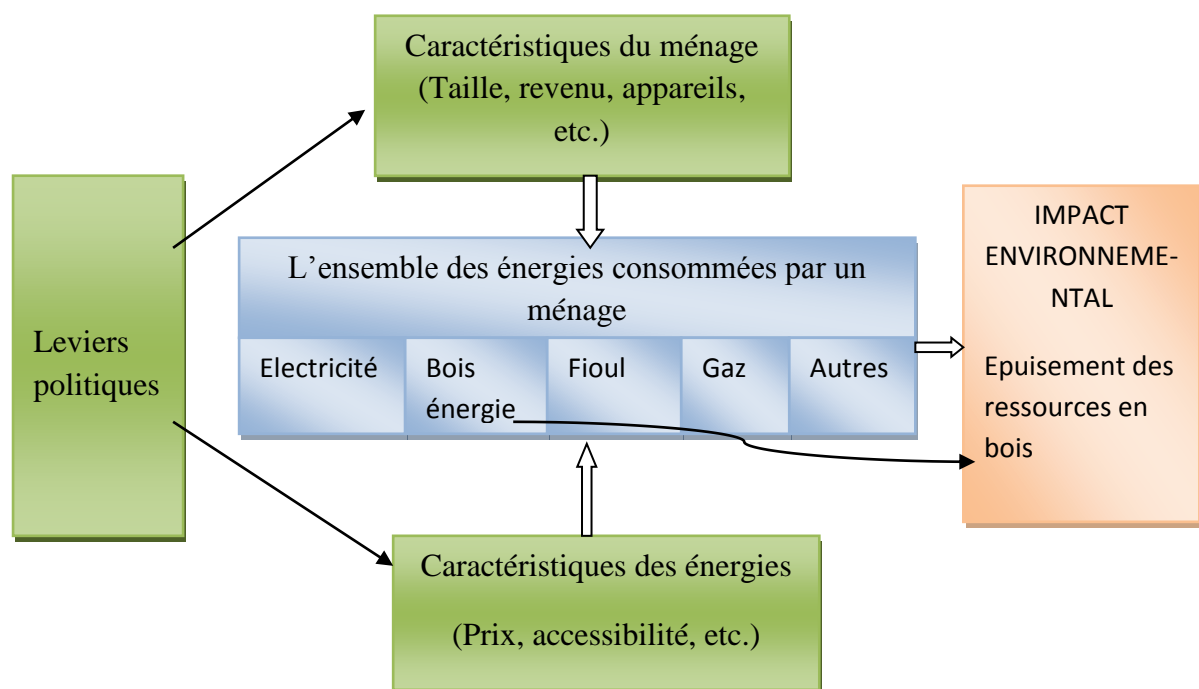 Caractéristiques du ménage
(Taille, revenu, appareils,
etc.)
Leviers
politiques
L’ensemble des énergies consommées par un
ménage
Electricité
Bois
énergie
Fioul
Gaz
Autres
IMPACT
ENVIRONNEME-
NTAL
Epuisement des
ressources en
bois
Caractéristiques des énergies
(Prix, accessibilité, etc.)